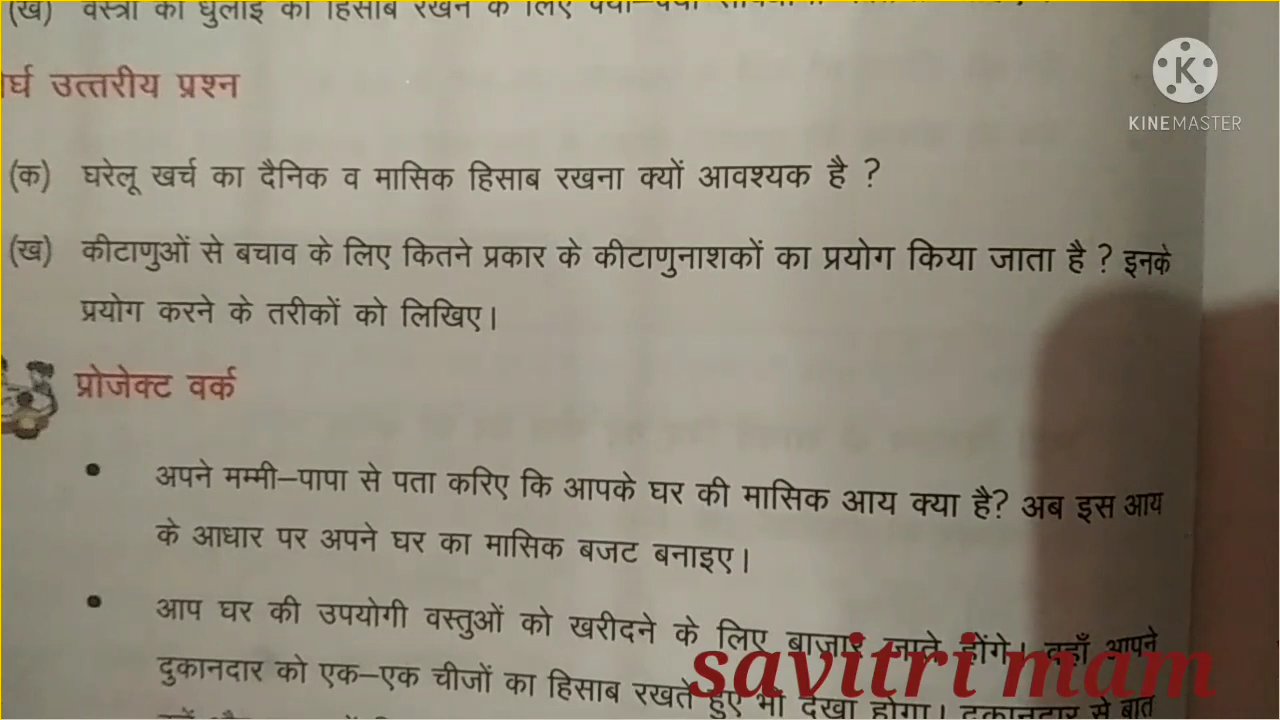 (ख) वस्त्रों की धुलाई का हिसाब रखने के लिए क्या–क्या
र्घ उत्तरीय प्रश्न
KINEMASTER
(क) घरेलू खर्च का दैनिक व मासिक हिसाब रखना क्यों आवश्यक है ?
(ख) कीटाणुओं से बचाव के लिए कितने प्रकार के कीटाणुनाशकों का प्रयोग किया जाता है ? इनके
प्रयोग करने के तरीकों को लिखिए।
प्रोजेक्ट वर्क
• अपने मम्मी–पापा से पता करिए कि आपके घर की मासिक आय क्या है? अब इस आय
के आधार पर अपने घर का मासिक बजट बनाइए।
• आप घर की उपयोगी वस्तुओं को खरीदने के लिए बाज़ार जाते होंगे। वहाँ आपने
savitri mam
दुकानदार को एक–एक चीजों का हिसाब रखते हुए भी देखा होगा। दुकानदार से बात